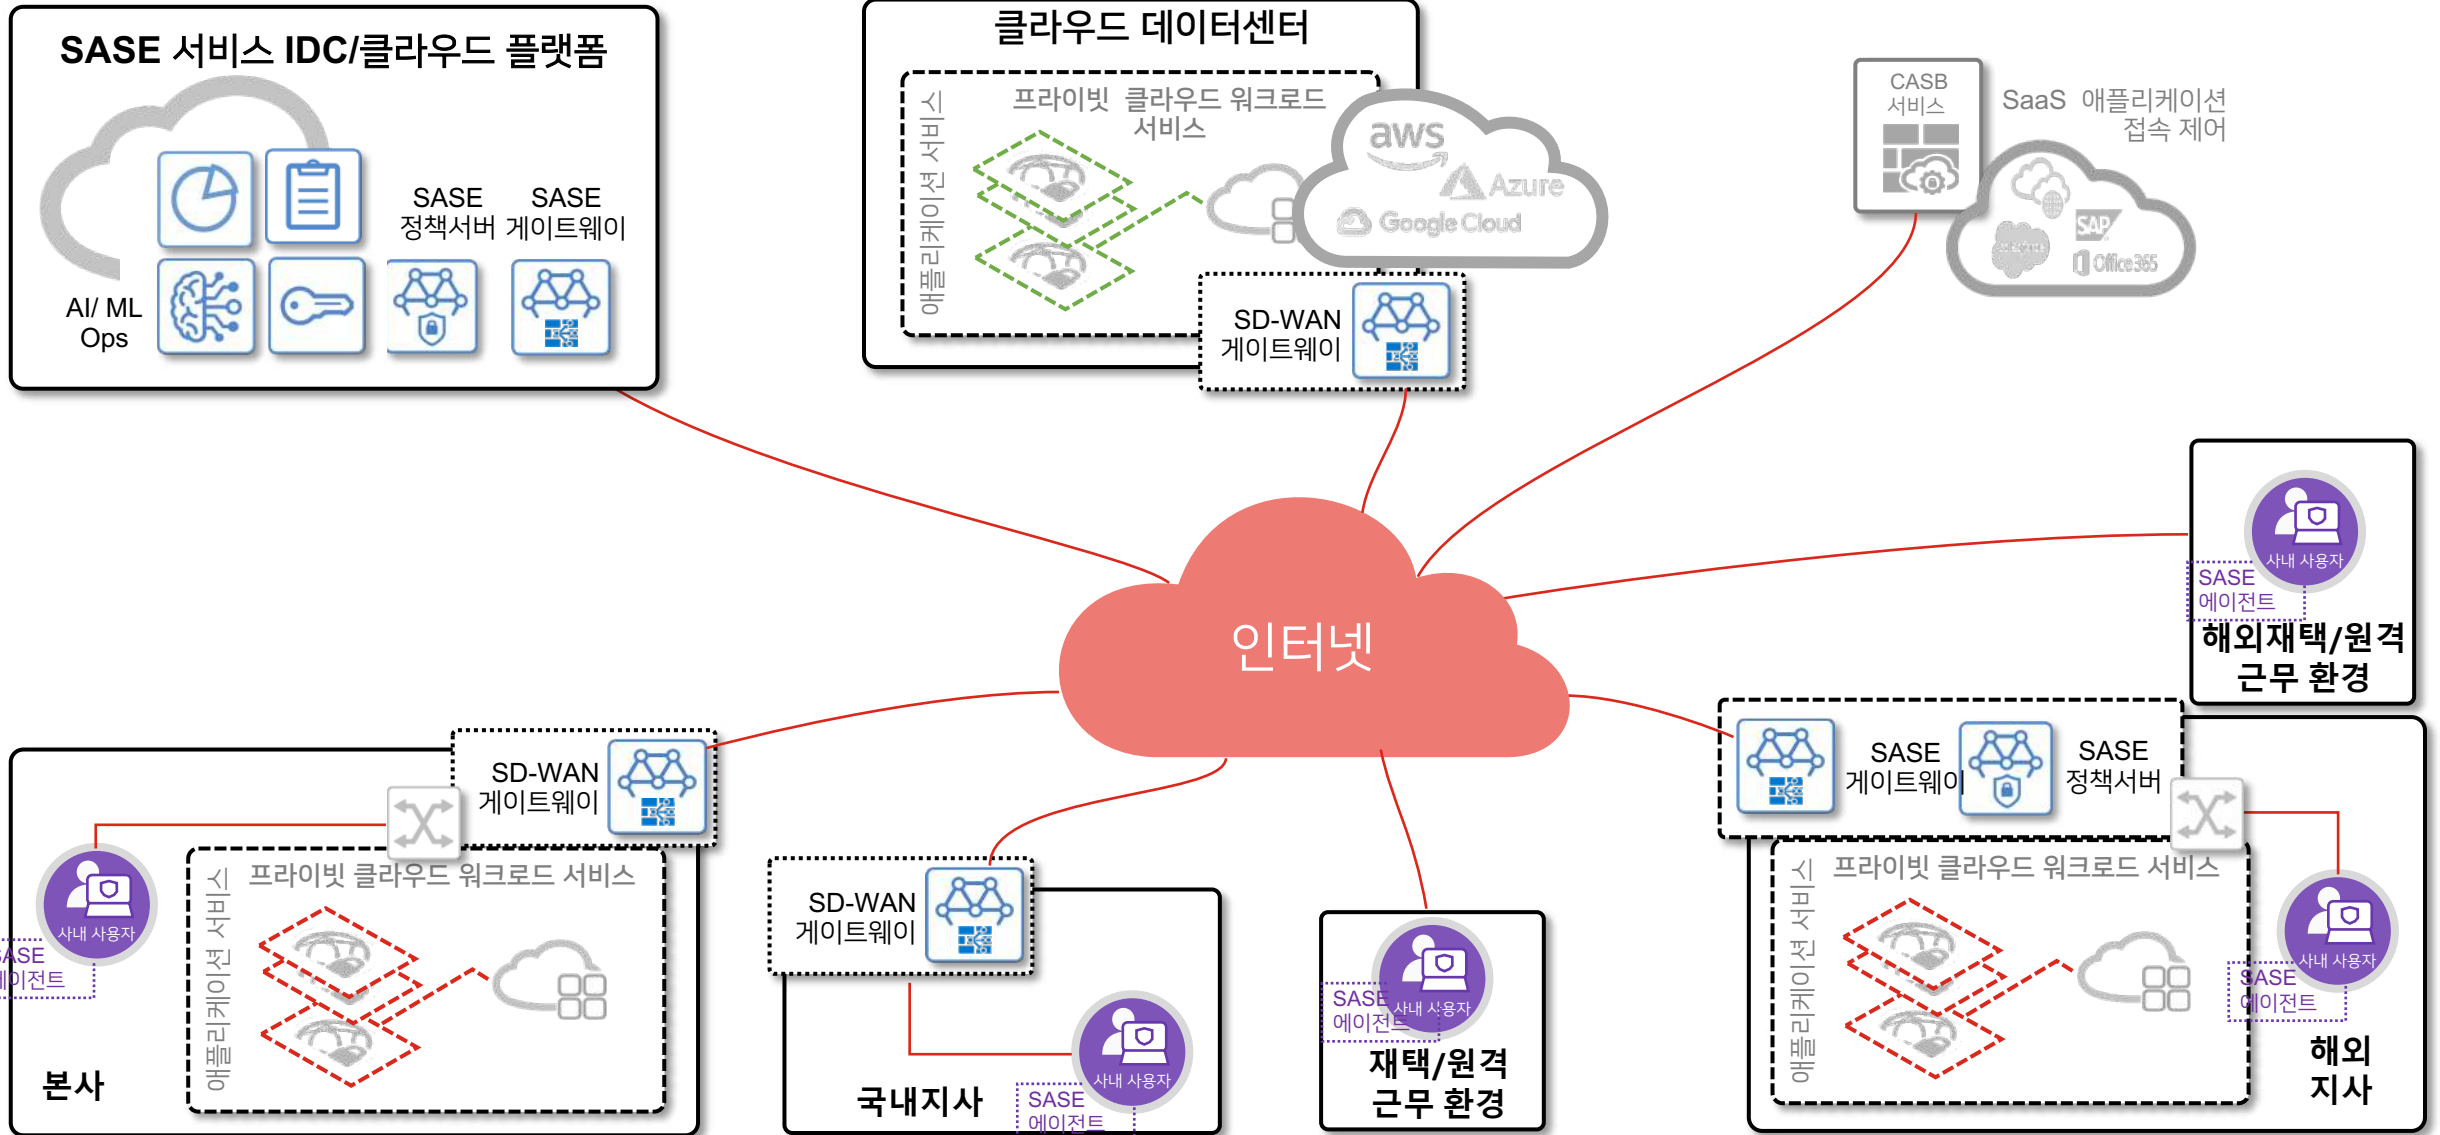 SASE 서비스 IDC/클라우드 플랫폼
SASE
정책서버
SASE
게이트웨이
AI/ ML
Ops
클라우드 데이터센터
애플리케이션 서비스
프라이빗 클라우드 워크로드
서비스
aws
Azure
Google Cloud
SD-WAN
게이트웨이
CASB
서비스
SaaS 애플리케이션
접속 제어
SAP
Office 365
인터넷
사내 사용자
SASE
에이전트
해외재택/원격
근무 환경
SD-WAN
게이트웨이
사내 사용자
SASE
에이전트
애플리케이션 서비스
프라이빗 클라우드 워크로드 서비스
본사
SD-WAN
게이트웨이
사내 사용자
SASE
에이전트
국내지사
사내 사용자
SASE
에이전트
재택/원격
근무 환경
SASE
게이트웨이
SASE
정책서버
애플리케이션 서비스
프라이빗 클라우드 워크로드 서비스
사내 사용자
SASE
에이전트
해외
지사